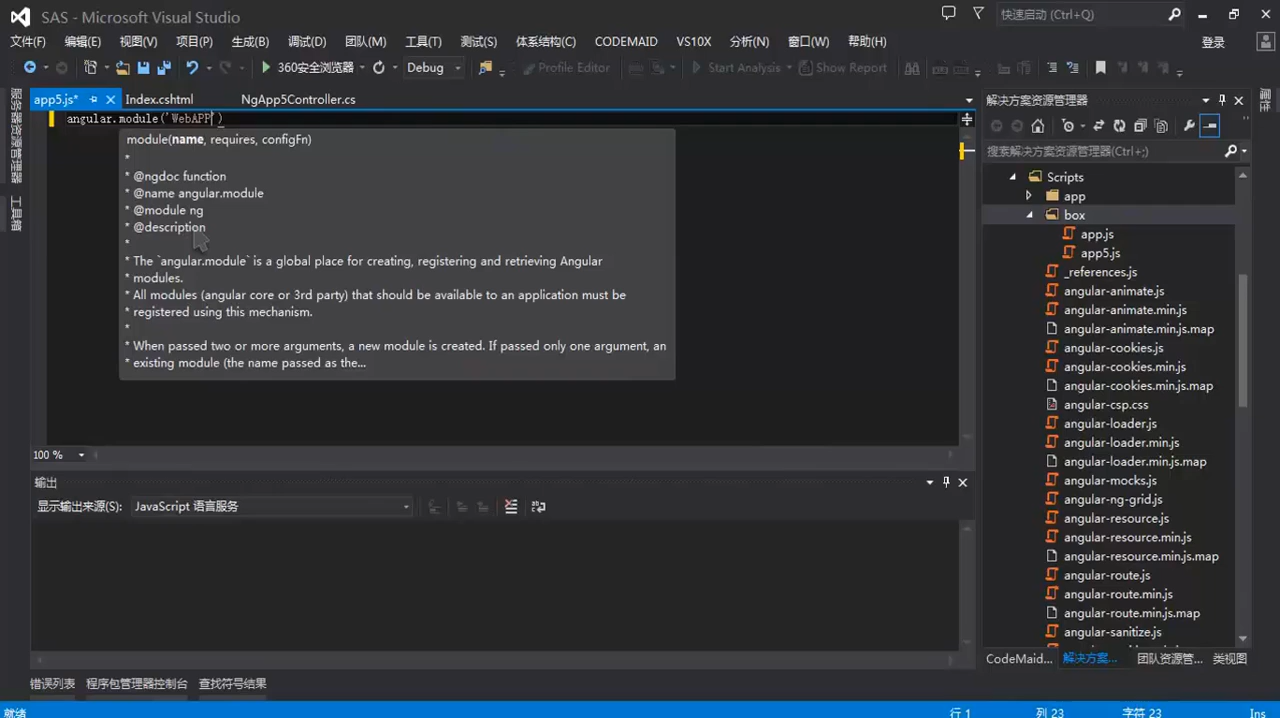 SAS - Microsoft Visual Studio
快速启动 (Ctrl+Q)
文件(F) 编辑(E) 视图(V) 项目(P) 生成(B) 调试(D) 团队(M) 工具(T) 测试(S) 体系结构(C) CODEMAID VS10X 分析(N) 窗口(W) 帮助(H) 登录
360安全浏览器 Debug Profile Editor Start Analysis Show Report
服务器资源管理器
工具箱
app5.js* Index.cshtml NgApp5Controller.cs
angular.module('WebAPP')
module(name, requires, configFn)
*
* @ngdoc function
* @name angular.module
* @module ng
* @description
*
* The `angular.module` is a global place for creating, registering and retrieving Angular
* modules.
* All modules (angular core or 3rd party) that should be available to an application must be
* registered using this mechanism.
*
* When passed two or more arguments, a new module is created. If passed only one argument, an
* existing module (the name passed as the...
100 %
输出
显示输出来源(S): JavaScript 语言服务
错误列表 程序包管理器控制台 查找符号结果
解决方案资源管理器
搜索解决方案资源管理器(Ctrl+;)
Scripts
app
box
app.js
app5.js
_references.js
angular-animate.js
angular-animate.min.js
angular-animate.min.js.map
angular-cookies.js
angular-cookies.min.js
angular-cookies.min.js.map
angular-csp.css
angular-loader.js
angular-loader.min.js
angular-loader.min.js.map
angular-mocks.js
angular-ng-grid.js
angular-resource.js
angular-resource.min.js
angular-resource.min.js.map
angular-route.js
angular-route.min.js
angular-route.min.js.map
angular-sanitize.js
CodeMaid... 解决方案... 团队资源管... 类视图
属性
就绪 行 1 列 23 字符 23 Ins